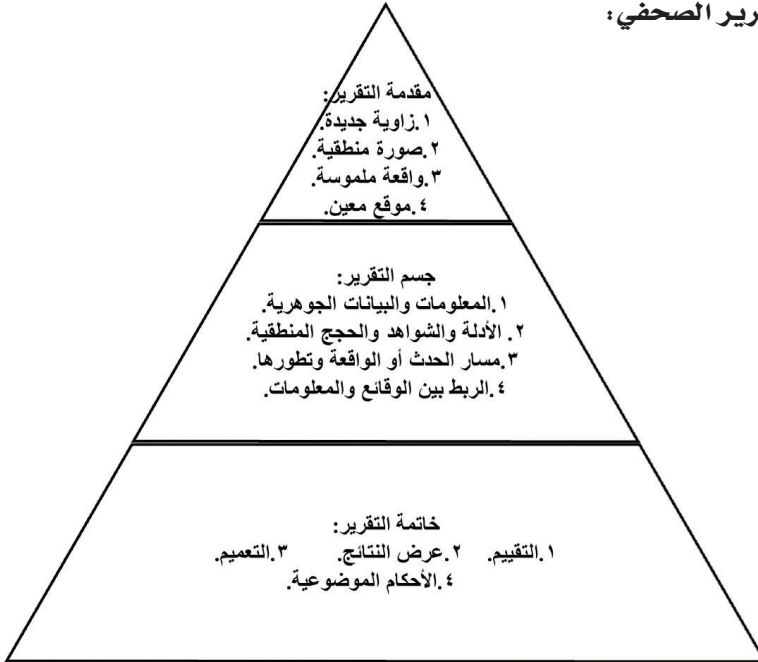 رير الصحفي:
مقدمة التقرير:
١.زاوية جديدة.
٢.صورة منطقية.
٣.واقعة ملموسة.
٤.موقع معين.
جسم التقرير:
١.المعلومات والبيانات الجوهرية.
٢. الأدلة والشواهد والحجج المنطقية.
٣.مسار الحدث أو الواقعة وتطورها.
٤.الربط بين الوقائع والمعلومات.
خاتمة التقرير:
١.التقييم. ٢.عرض النتائج. ٣.التعميم.
٤.الأحكام الموضوعية.